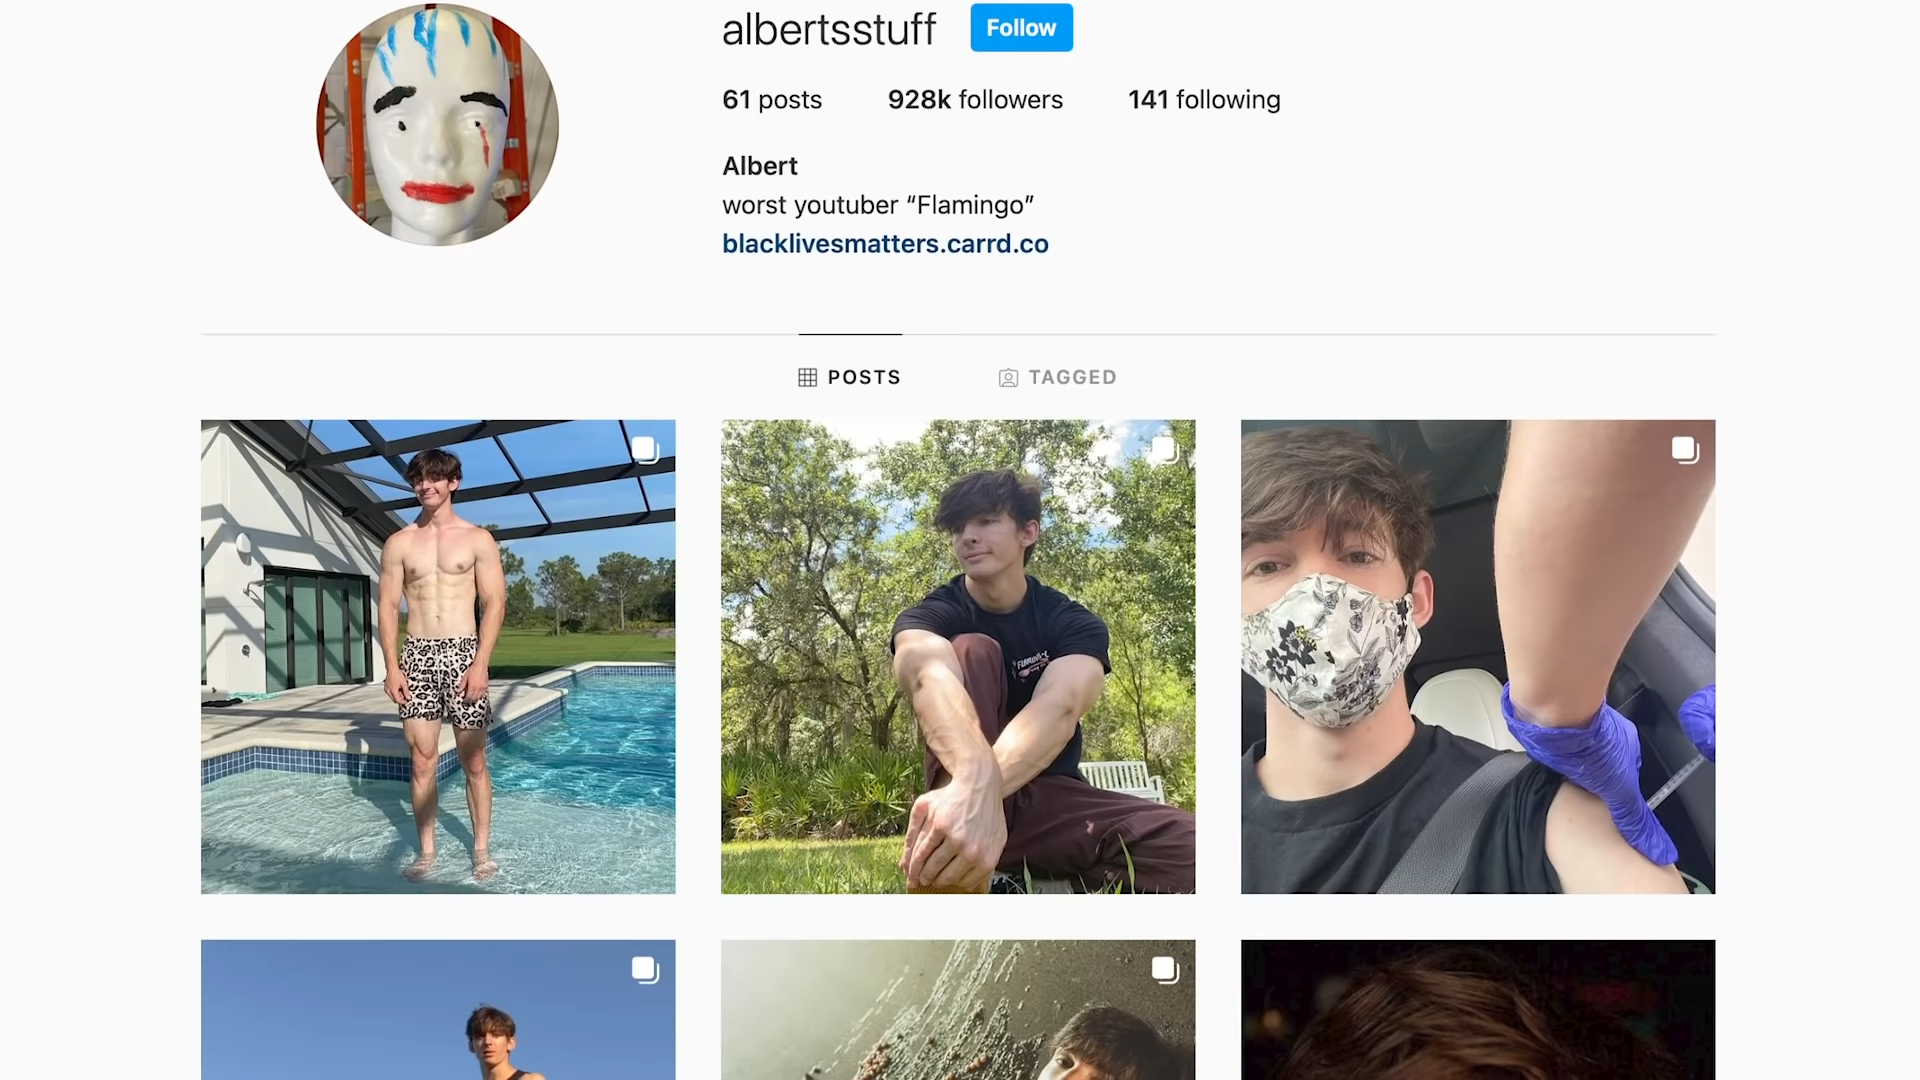 albertsstuff Follow
61 posts 928k followers 141 following
Albert
worst youtuber “Flamingo”
blacklivesmatters.carrd.co
POSTS TAGGED